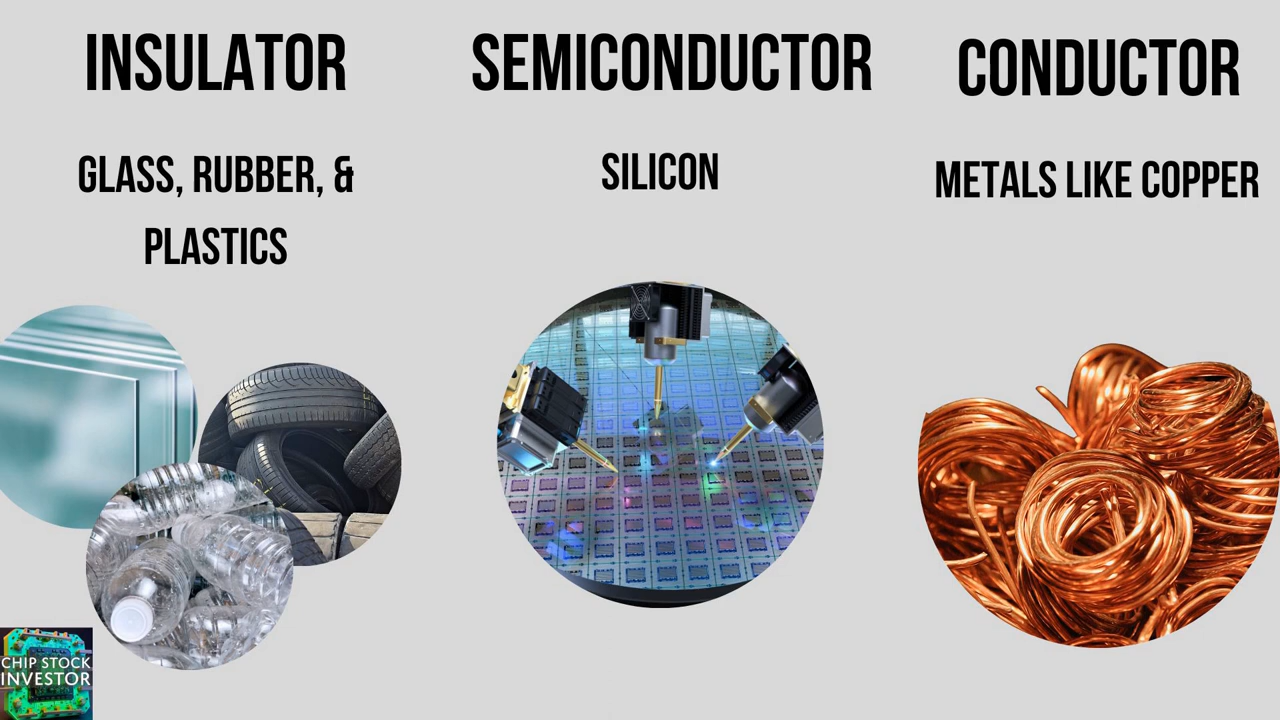 INSULATOR
GLASS, RUBBER, &
PLASTICS
SEMICONDUCTOR
SILICON
CONDUCTOR
METALS LIKE COPPER
CHIP STOCK
INVESTOR